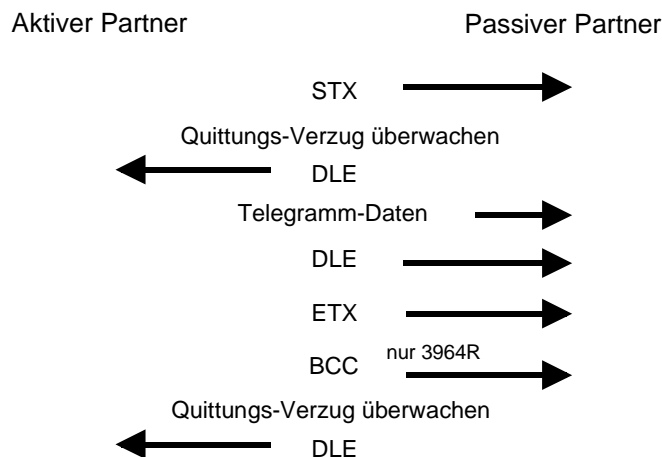 Aktiver Partner Passiver Partner
STX
Quittungs-Verzug überwachen
DLE
Telegramm-Daten
DLE
ETX
BCC nur 3964R
Quittungs-Verzug überwachen
DLE